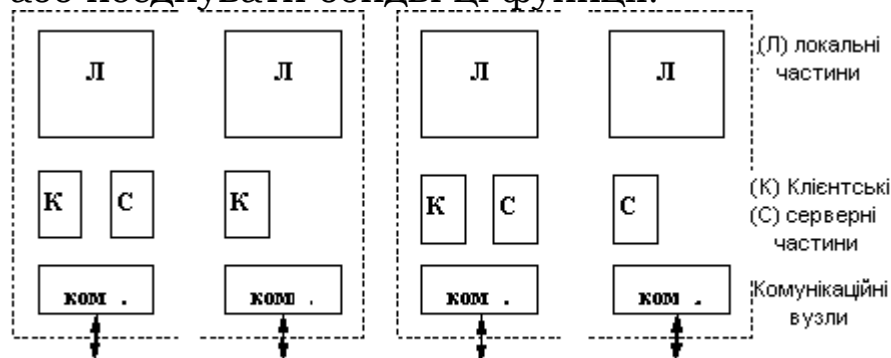 або поєднувати обидві ці функції.
Л Л Л Л
(Л) локальні
частини
К С К К С С
(К) Клієнтські
(С) серверні
частини
ком . ком . ком . ком .
Комунікаційні
вузли